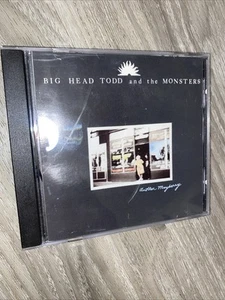 BIG HEAD TODD and the MONSTERS
Another Mayberry